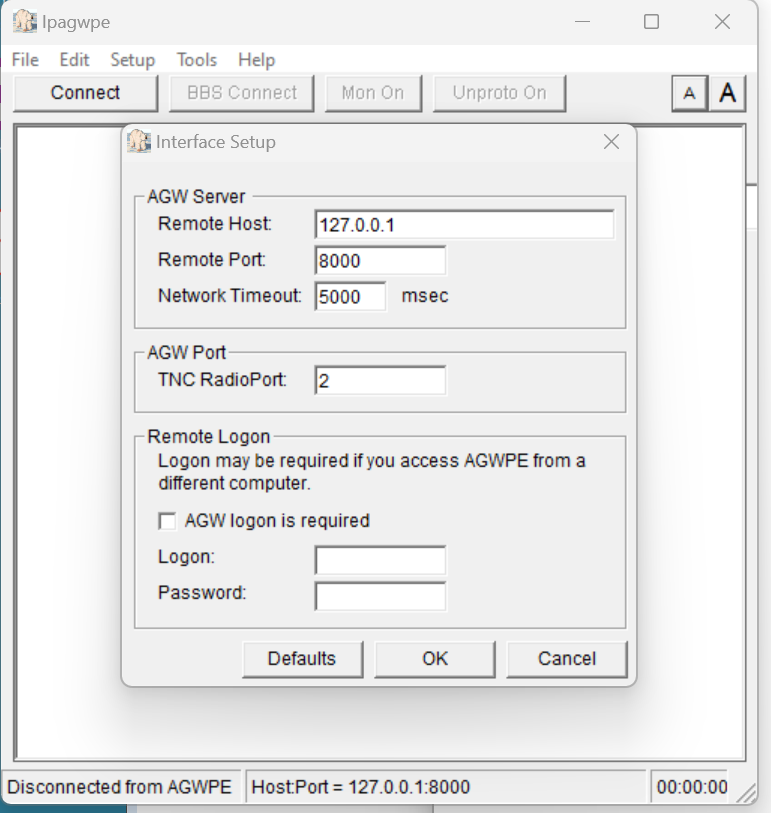 Ipagwpe
File Edit Setup Tools Help
Connect BBS Connect Mon On Unproto On A A
Interface Setup
AGW Server
Remote Host: 127.0.0.1
Remote Port: 8000
Network Timeout: 5000 msec
AGW Port
TNC RadioPort: 2
Remote Logon
Logon may be required if you access AGWPE from a
different computer.
AGW logon is required
Logon:
Password:
Defaults OK Cancel
Disconnected from AGWPE Host:Port = 127.0.0.1:8000 00:00:00